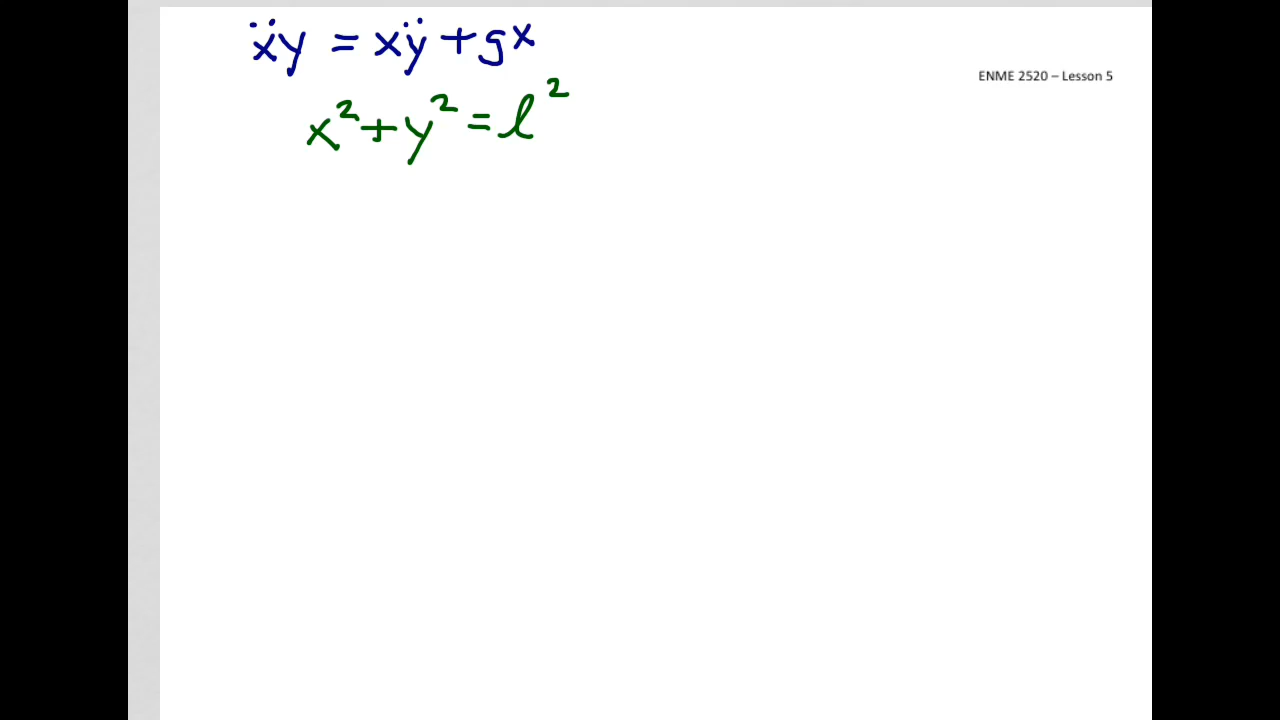 ẍy = xÿ + gx
ENME 2520 – Lesson 5
x² + y² = l²